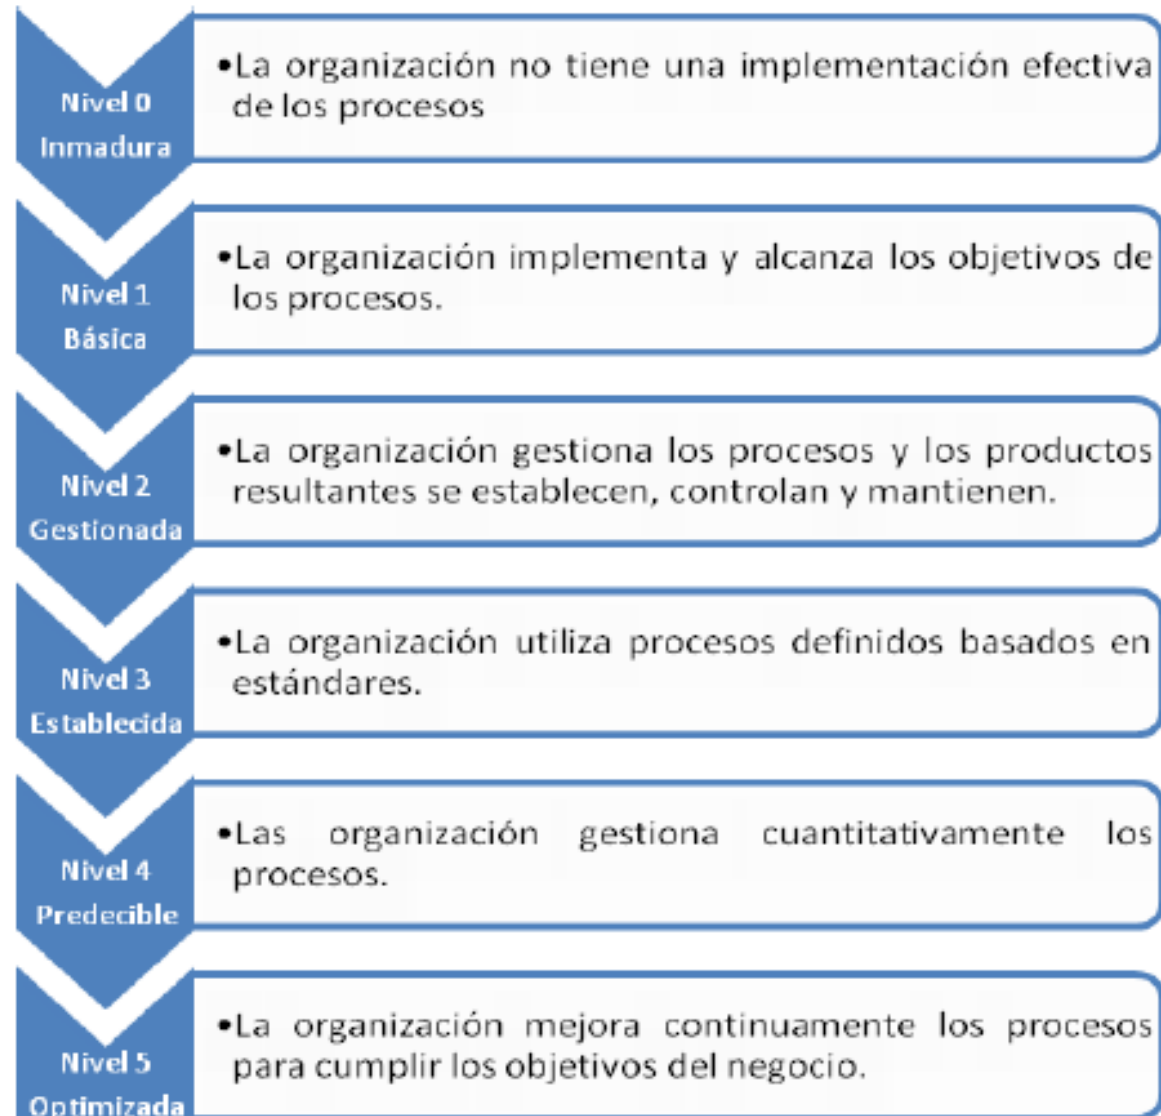 Nivel 0
Inmadura
•La organización no tiene una implementación efectiva
de los procesos
Nivel 1
Básica
•La organización implementa y alcanza los objetivos de
los procesos.
Nivel 2
Gestionada
•La organización gestiona los procesos y los productos
resultantes se establecen, controlan y mantienen.
Nivel 3
Establecida
•La organización utiliza procesos definidos basados en
estándares.
Nivel 4
Predecible
•Las organización gestiona cuantitativamente los
procesos.
Nivel 5
Optimizada
•La organización mejora continuamente los procesos
para cumplir los objetivos del negocio.